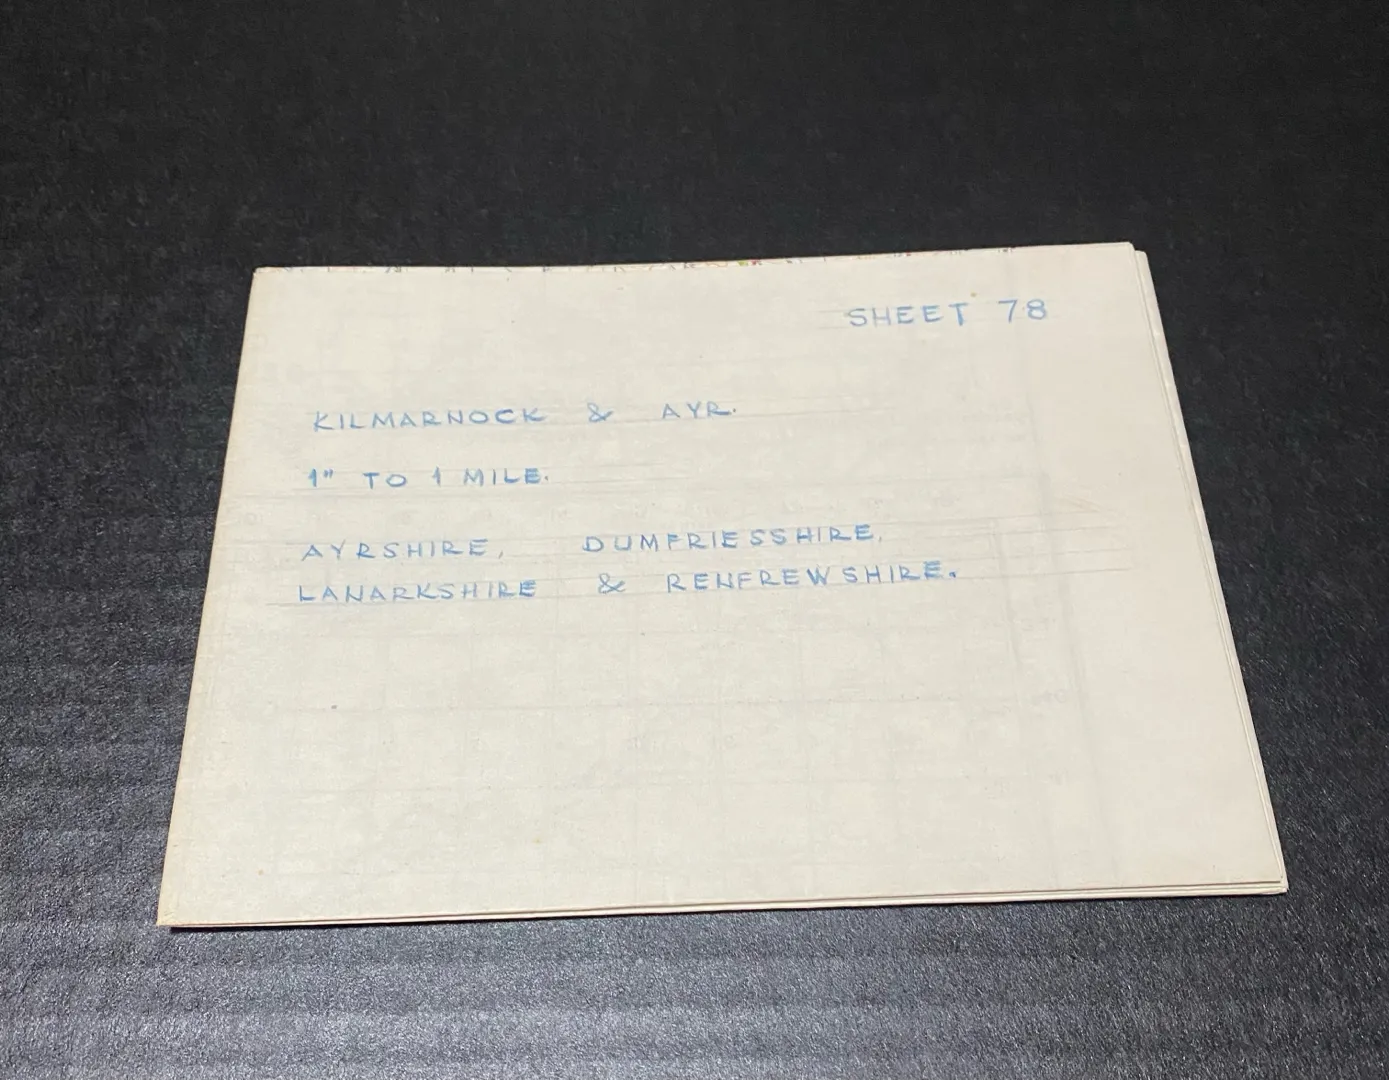 SHEET 78
KILMARNOCK & AYR.
1" TO 1 MILE.
AYRSHIRE, DUMFRIESSHIRE,
LANARKSHIRE & RENFREWSHIRE.